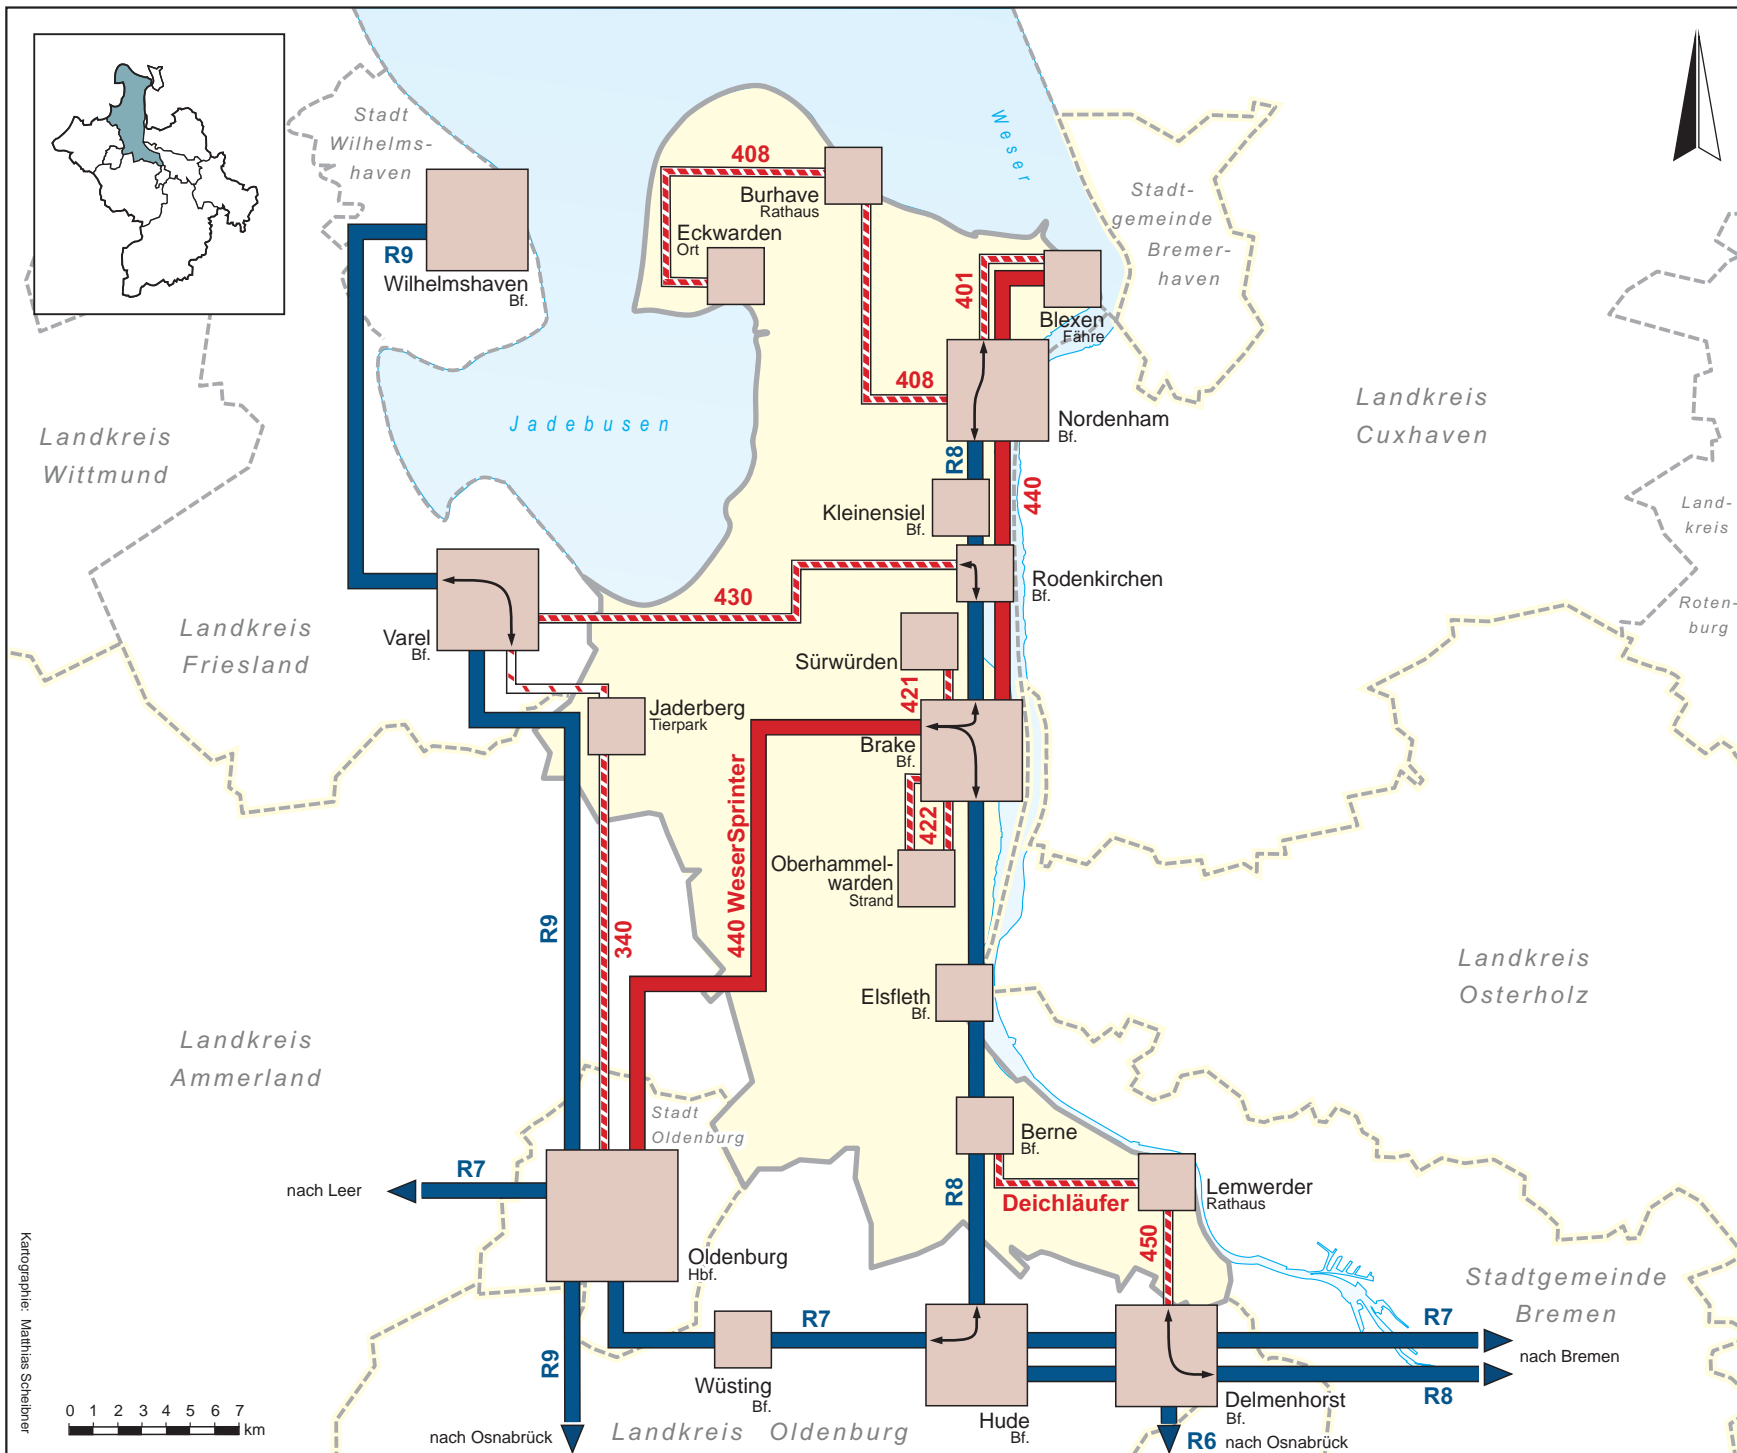 Stadt
Wilhelms-
haven
Weser
408
Burhave
Rathaus
Stadt-
gemeinde
Bremer-
haven
Eckwarden
Ort
R9
Wilhelmshaven
Bf.
401
Blexen
Fähre
408
Landkreis
Cuxhaven
Jadebusen
Nordenham
Bf.
Landkreis
Wittmund
R8
440
Kleinensiel
Bf.
Land-
kreis
Rodenkirchen
Bf.
430
Roten-
burg
Landkreis
Friesland
Varel
Bf.
Sürwürden
421
Jaderberg
Tierpark
Brake
Bf.
440 WeserSprinter
422
Oberhammel-
warden
Strand
R9
340
Landkreis
Osterholz
Elsfleth
Bf.
Landkreis
Ammerland
Stadt
Oldenburg
Berne
Bf.
R7
nach Leer
R8
Lemwerder
Rathaus
Deichläufer
450
Oldenburg
Hbf.
Stadtgemeinde
Bremen
R7
R7
nach Bremen
R9
Wüsting
Bf.
R8
Delmenhorst
Bf.
Hude
Bf.
Landkreis Oldenburg
nach Osnabrück
R6 nach Osnabrück
0 1 2 3 4 5 6 7
km
Kartographie: Matthias Scheibner